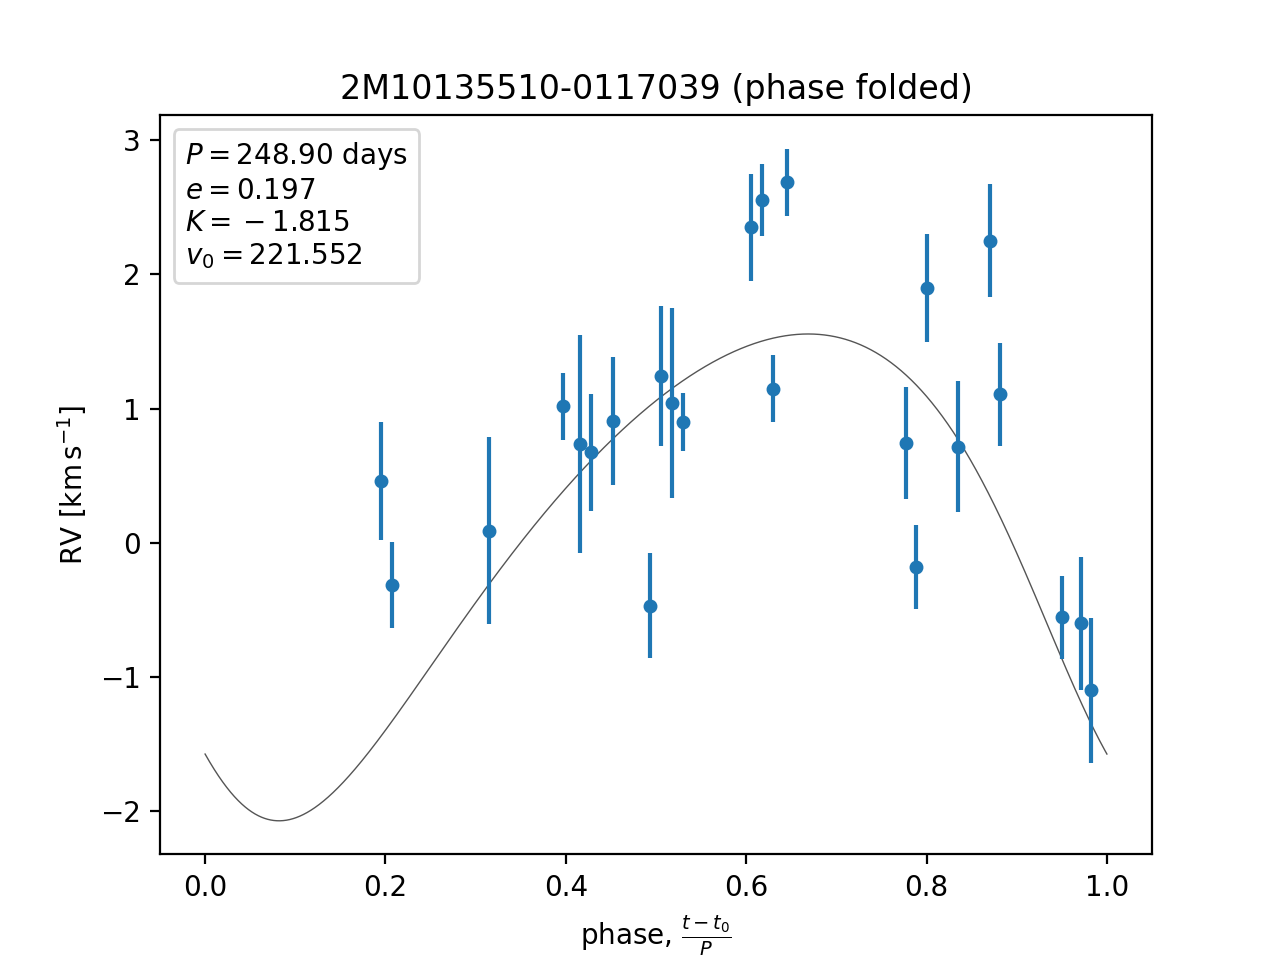 2M10135510-0117039 (phase folded)
P = 248.90 days
e = 0.197
K = −1.815
v₀ = 221.552
3
2
1
0
−1
−2
RV [km s⁻¹]
0.0 0.2 0.4 0.6 0.8 1.0
phase, (t − t₀)/P